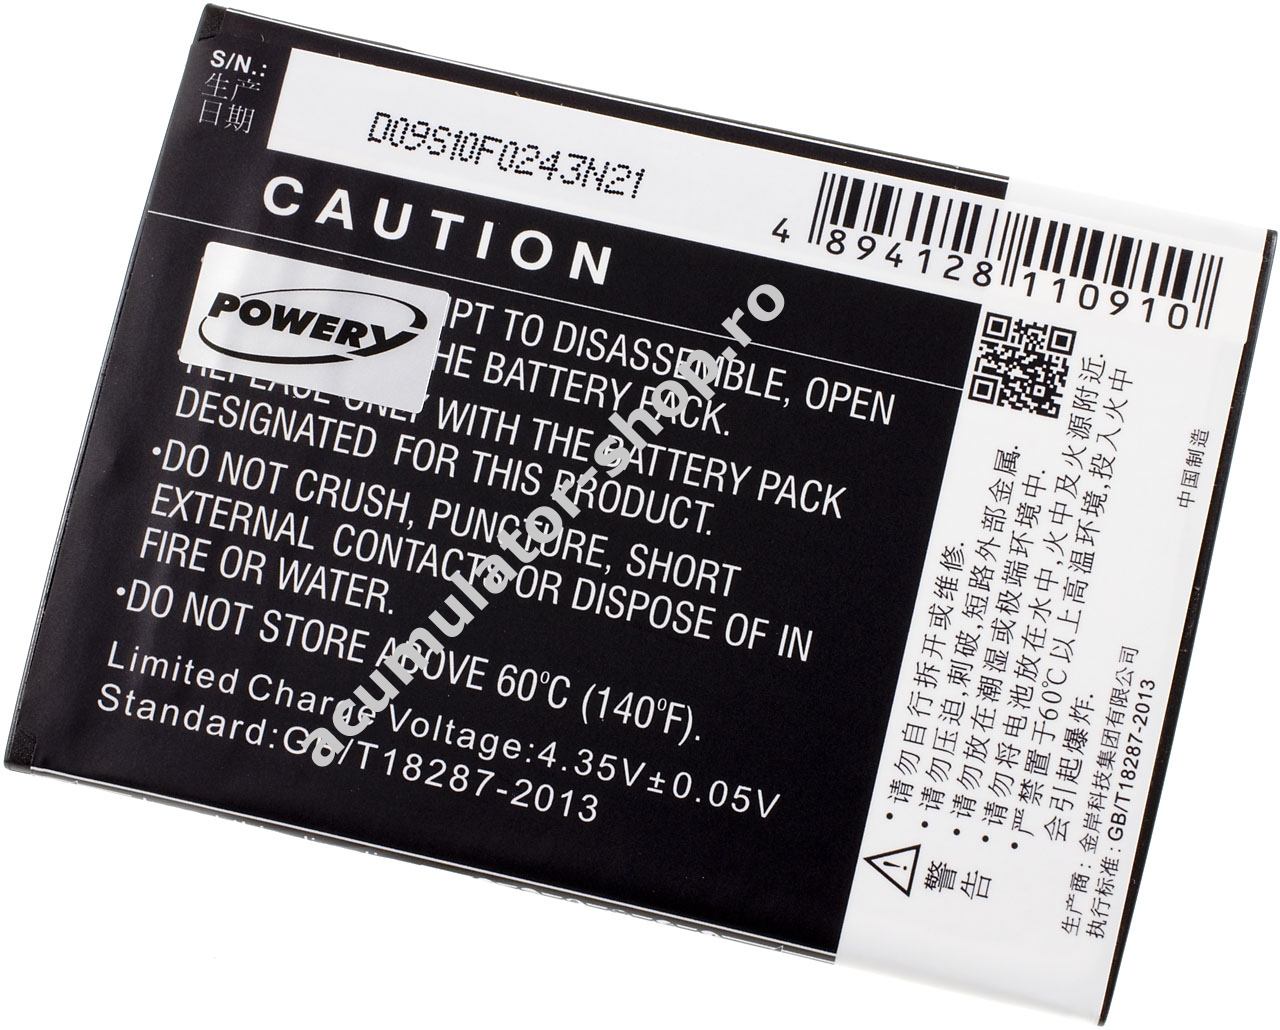 S/N.:
生产
日期
D09S10F0243N21
4 894128 110910
CAUTION
POWERY
PT TO DISASSEMBLE, OPEN
HE BATTERY PACK.
WITH THE BATTERY PACK
DESIGNATED FOR THIS PRODUCT.
•DO NOT CRUSH, PUNCTURE, SHORT
EXTERNAL CONTACTS OR DISPOSE OF IN
FIRE OR WATER.
•DO NOT STORE ABOVE 60°C (140°F).
Limited Charge Voltage:4.35V±0.05V
Standard:GB/T18287-2013
acumulator-shop.ro
警告
•请勿自行拆开或维修.
•请勿压迫,刺破,短路外部金属.
•请勿放在潮湿或极端环境中.
•请勿将电池放在水中,火中及火源附近.
•严禁置于60℃以上高温环境,投入火中
会引起爆炸.
生产商:金岸科技集团有限公司
执行标准:GB/T18287-2013
中国制造